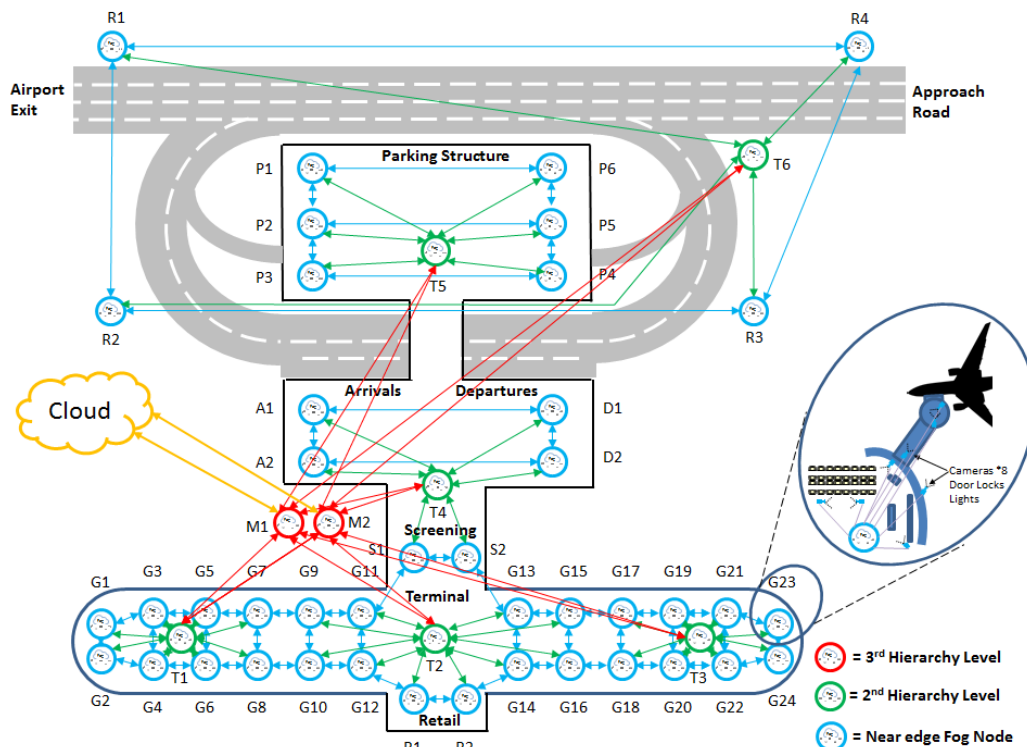 R1
R4
Airport
Exit
Approach
Road
Parking Structure
P1
P6
T6
P2
P5
P3
P4
T5
R2
R3
Arrivals
Departures
A1
D1
Cloud
A2
D2
Cameras *8
Door Locks
Lights
T4
M1
M2
Screening
S1
S2
G1
G3
G5
G7
G9
G11
G13
G15
G17
G19
G21
G23
Terminal
T1
T2
T3
G2
G4
G6
G8
G10
G12
G14
G16
G18
G20
G22
G24
Retail
= 3rd Hierarchy Level
= 2nd Hierarchy Level
= Near edge Fog Node